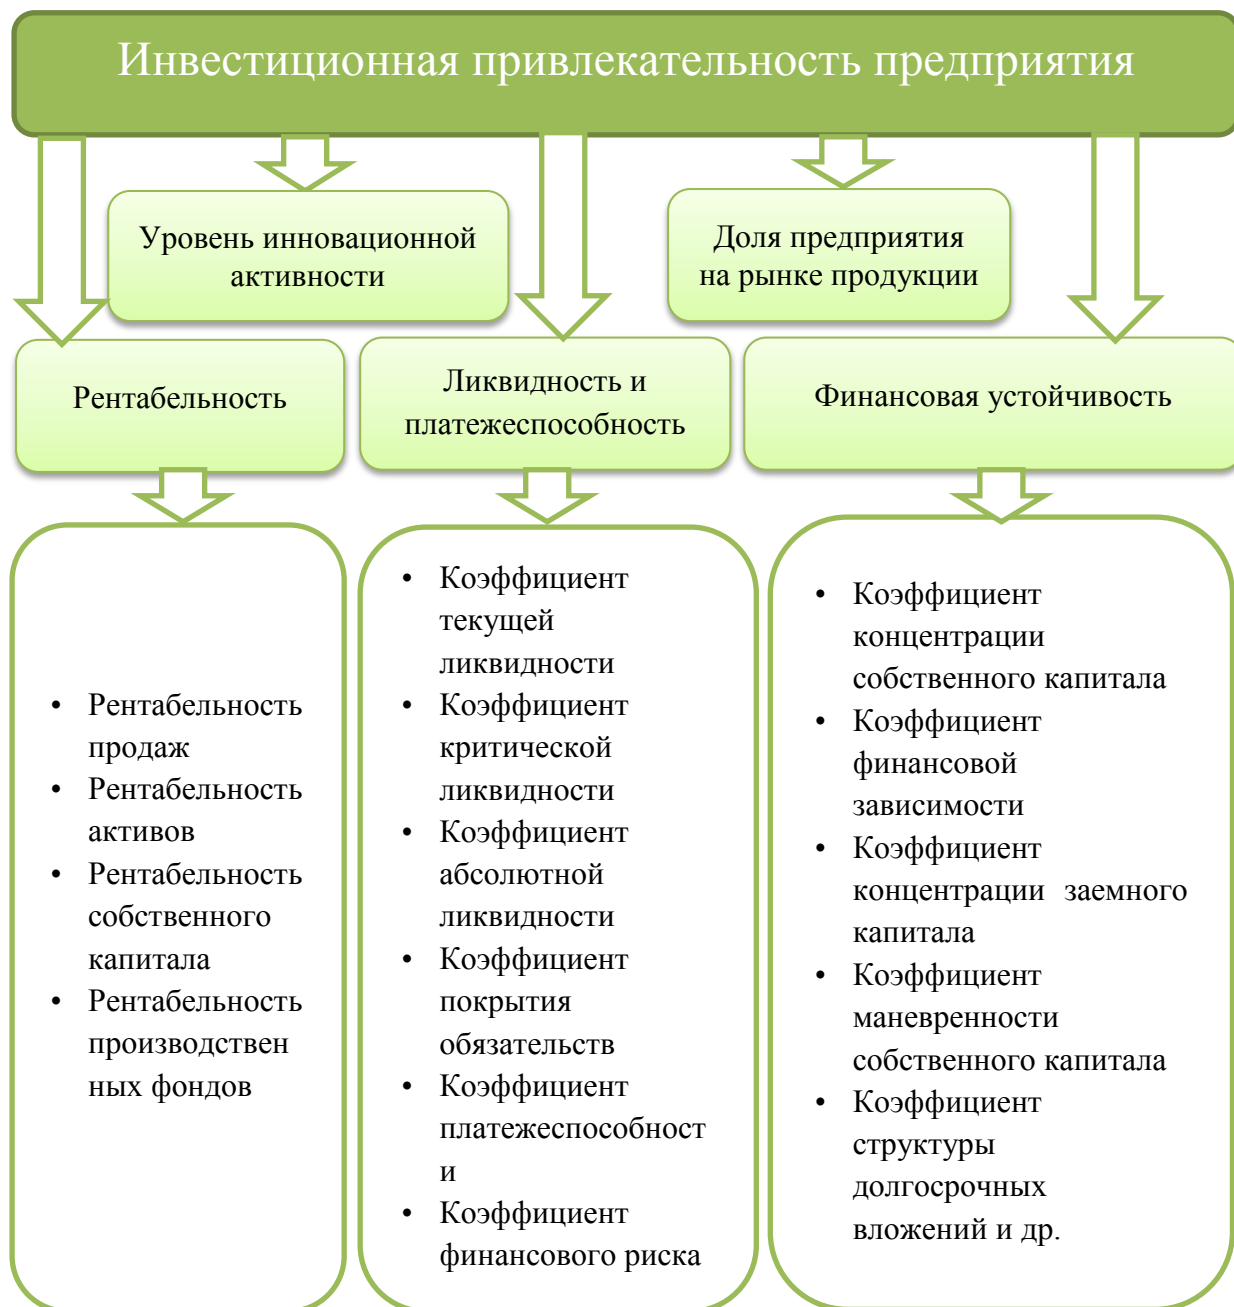 Инвестиционная привлекательность предприятия
Уровень инновационной
активности
Доля предприятия
на рынке продукции
Рентабельность
Ликвидность и
платежеспособность
Финансовая устойчивость
• Рентабельность
продаж
• Рентабельность
активов
• Рентабельность
собственного
капитала
• Рентабельность
производствен
ных фондов
• Коэффициент
текущей
ликвидности
• Коэффициент
критической
ликвидности
• Коэффициент
абсолютной
ликвидности
• Коэффициент
покрытия
обязательств
• Коэффициент
платежеспособност
и
• Коэффициент
финансового риска
• Коэффициент
концентрации
собственного капитала
• Коэффициент
финансовой
зависимости
• Коэффициент
концентрации заемного
капитала
• Коэффициент
маневренности
собственного капитала
• Коэффициент
структуры
долгосрочных
вложений и др.